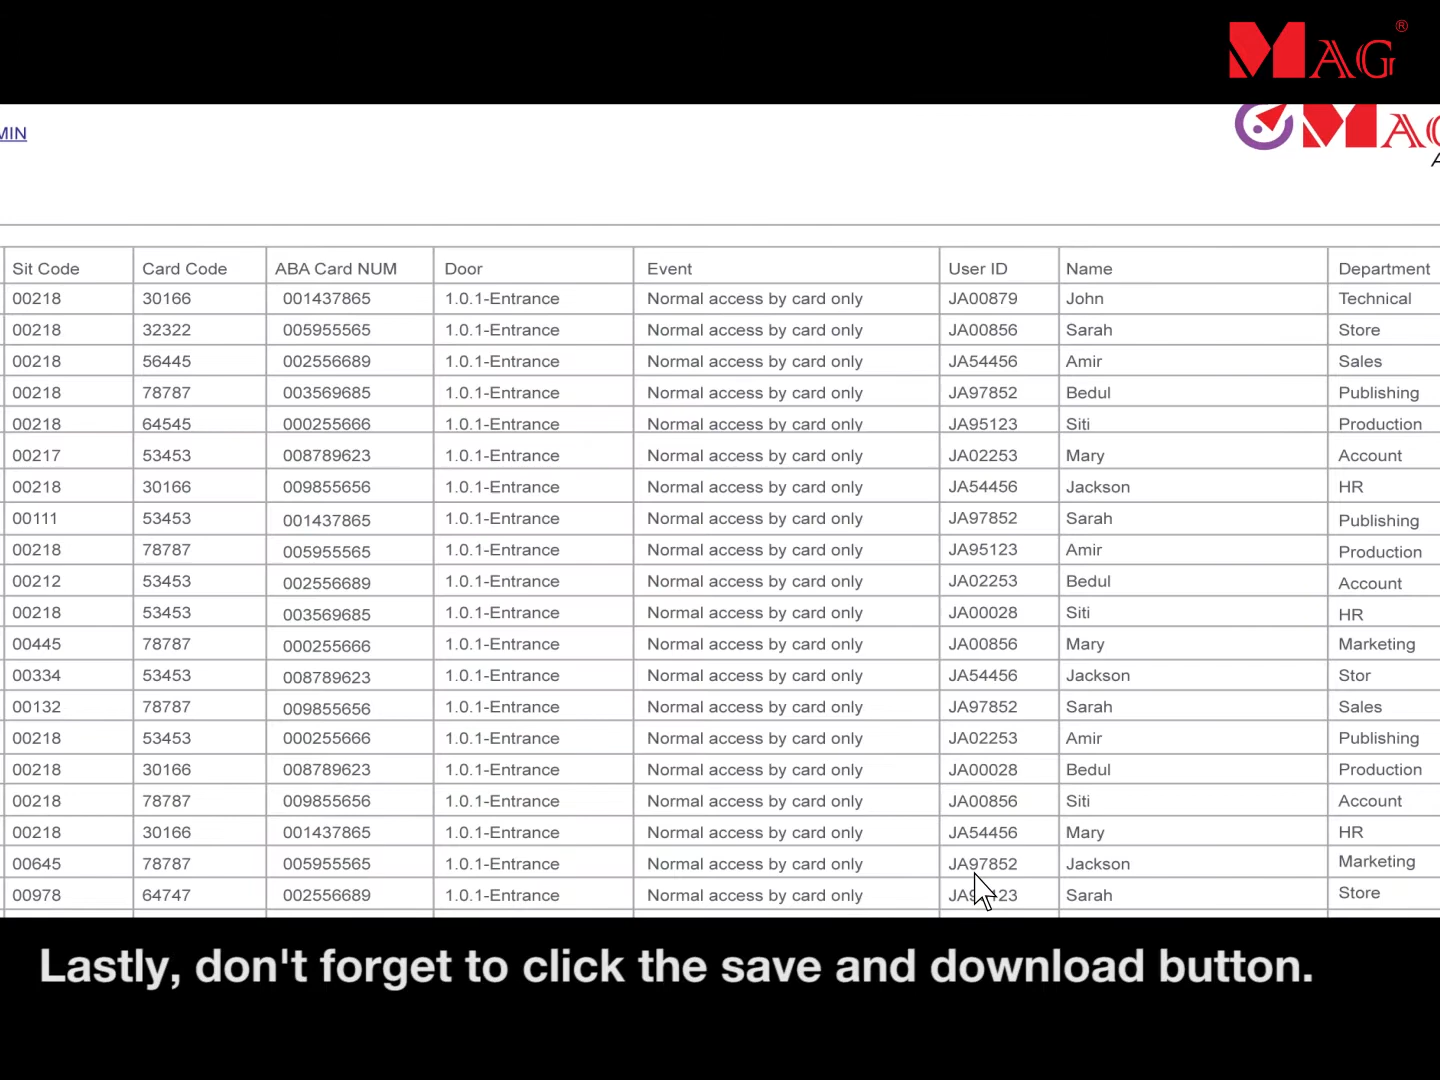 MAG®
MIN
MAG
A
Sit Code Card Code ABA Card NUM Door Event User ID Name Department
00218 30166 001437865 1.0.1-Entrance Normal access by card only JA00879 John Technical
00218 32322 005955565 1.0.1-Entrance Normal access by card only JA00856 Sarah Store
00218 56445 002556689 1.0.1-Entrance Normal access by card only JA54456 Amir Sales
00218 78787 003569685 1.0.1-Entrance Normal access by card only JA97852 Bedul Publishing
00218 64545 000255666 1.0.1-Entrance Normal access by card only JA95123 Siti Production
00217 53453 008789623 1.0.1-Entrance Normal access by card only JA02253 Mary Account
00218 30166 009855656 1.0.1-Entrance Normal access by card only JA54456 Jackson HR
00111 53453 001437865 1.0.1-Entrance Normal access by card only JA97852 Sarah Publishing
00218 78787 005955565 1.0.1-Entrance Normal access by card only JA95123 Amir Production
00212 53453 002556689 1.0.1-Entrance Normal access by card only JA02253 Bedul Account
00218 53453 003569685 1.0.1-Entrance Normal access by card only JA00028 Siti HR
00445 78787 000255666 1.0.1-Entrance Normal access by card only JA00856 Mary Marketing
00334 53453 008789623 1.0.1-Entrance Normal access by card only JA54456 Jackson Stor
00132 78787 009855656 1.0.1-Entrance Normal access by card only JA97852 Sarah Sales
00218 53453 000255666 1.0.1-Entrance Normal access by card only JA02253 Amir Publishing
00218 30166 008789623 1.0.1-Entrance Normal access by card only JA00028 Bedul Production
00218 78787 009855656 1.0.1-Entrance Normal access by card only JA00856 Siti Account
00218 30166 001437865 1.0.1-Entrance Normal access by card only JA54456 Mary HR
00645 78787 005955565 1.0.1-Entrance Normal access by card only JA97852 Jackson Marketing
00978 64747 002556689 1.0.1-Entrance Normal access by card only Sarah Store
Lastly, don't forget to click the save and download button.